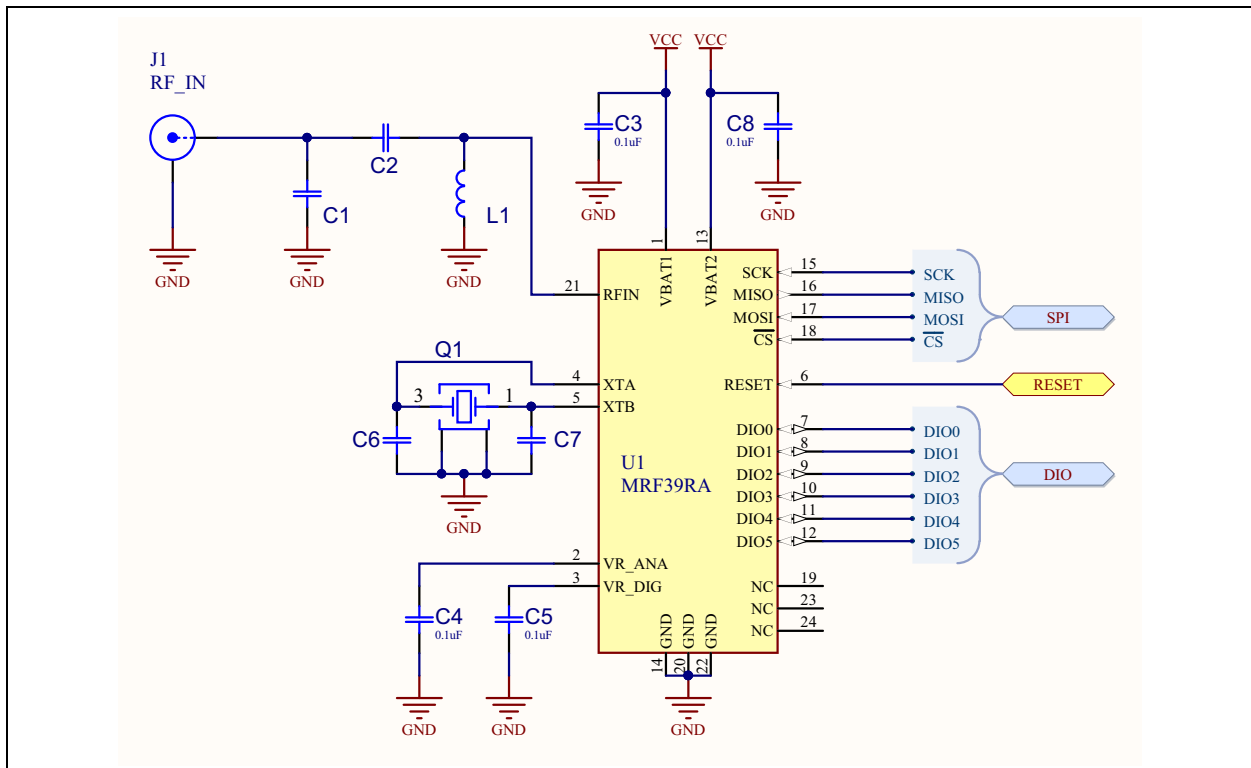 VCC VCC
J1
RF_IN
C3
0.1uF
C8
0.1uF
C2
C1
L1
GND GND GND GND GND
1
VBAT1
13
VBAT2
21 RFIN
SCK 15 SCK
MISO 16 MISO
MOSI 17 MOSI
CS 18 CS
SPI
Q1
4 XTA
3 1 5 XTB
RESET 6 RESET
C6 C7
GND
U1
MRF39RA
DIO0 7 DIO0
DIO1 8 DIO1
DIO2 9 DIO2
DIO3 10 DIO3
DIO4 11 DIO4
DIO5 12 DIO5
DIO
2 VR_ANA
3 VR_DIG
NC 19
NC 23
NC 24
C4
0.1uF
C5
0.1uF
GND GND GND
14 20 22
GND GND GND